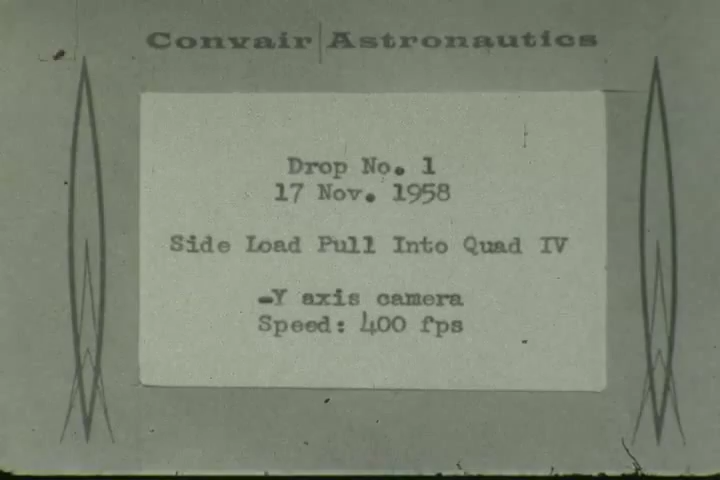 Convair Astronautics
Drop No. 1
17 Nov. 1958
Side Load Pull Into Quad IV
-Y axis camera
Speed: 400 fps